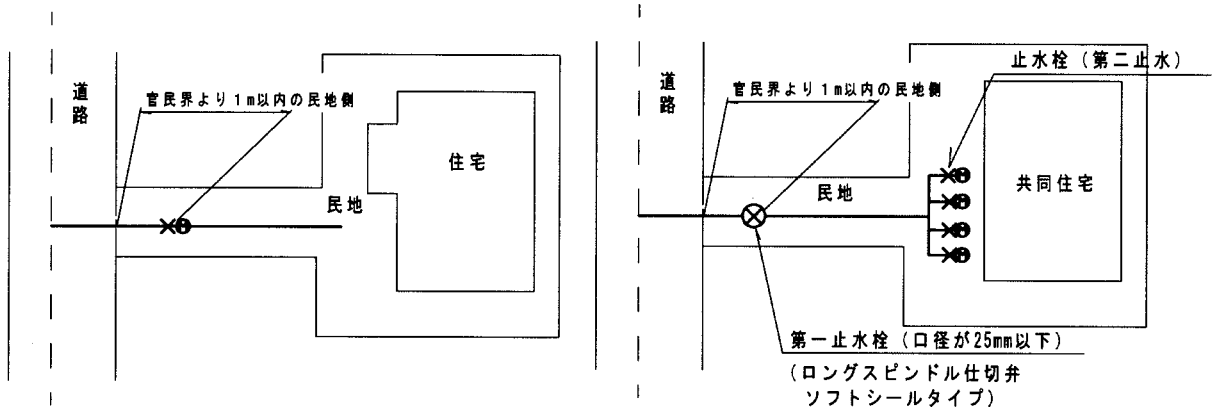 道路
官民界より1m以内の民地側
住宅
民地
道路
官民界より1m以内の民地側
止水栓（第二止水）
共同住宅
民地
第一止水栓（口径が25mm以下）
（ロングスピンドル仕切弁
ソフトシールタイプ）